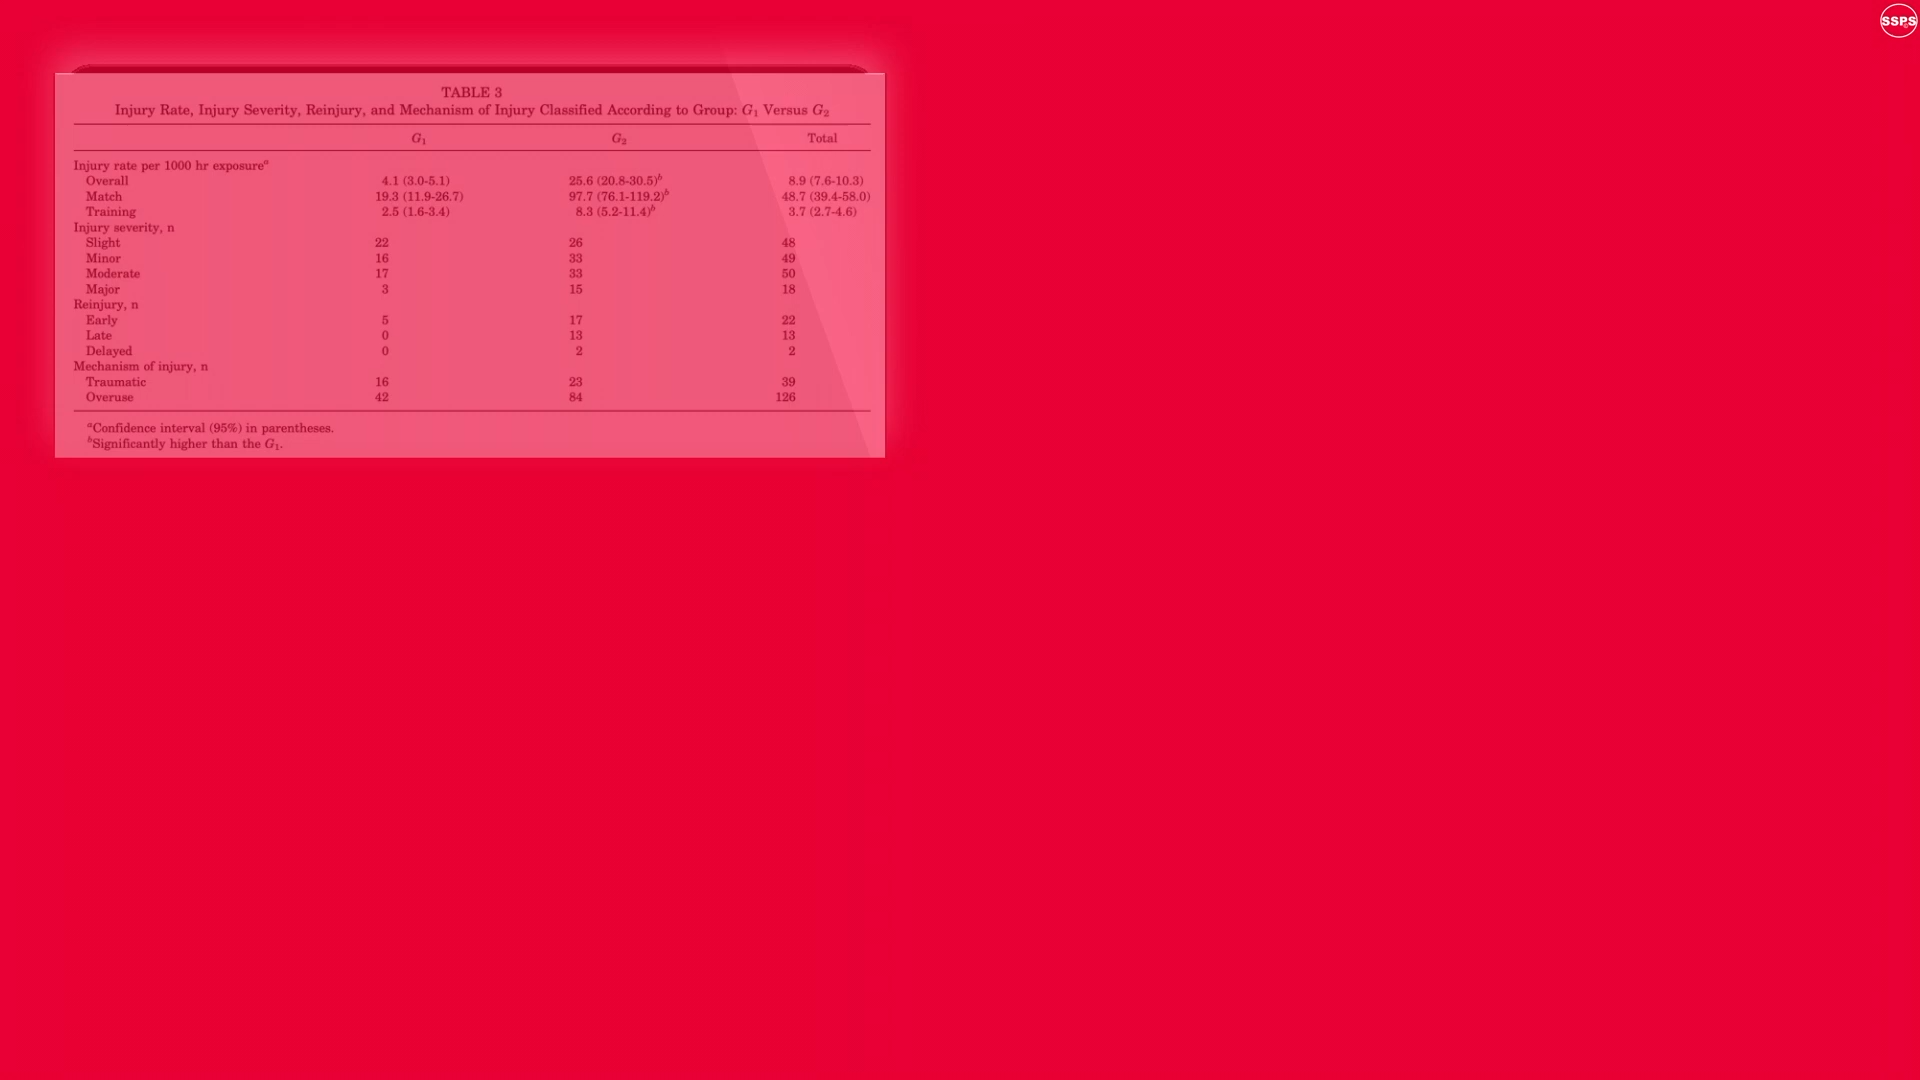 SSPS
TABLE 3
Injury Rate, Injury Severity, Reinjury, and Mechanism of Injury Classified According to Group: G₁ Versus G₂
G₁ G₂ Total
Injury rate per 1000 hr exposureᵃ
Overall 4.1 (3.0-5.1) 25.6 (20.8-30.5)ᵇ 8.9 (7.6-10.3)
Match 19.3 (11.9-26.7) 97.7 (76.1-119.2)ᵇ 48.7 (39.4-58.0)
Training 2.5 (1.6-3.4) 8.3 (5.2-11.4)ᵇ 3.7 (2.7-4.6)
Injury severity, n
Slight 22 26 48
Minor 16 33 49
Moderate 17 33 50
Major 3 15 18
Reinjury, n
Early 5 17 22
Late 0 13 13
Delayed 0 2 2
Mechanism of injury, n
Traumatic 16 23 39
Overuse 42 84 126
ᵃConfidence interval (95%) in parentheses.
ᵇSignificantly higher than the G₁.